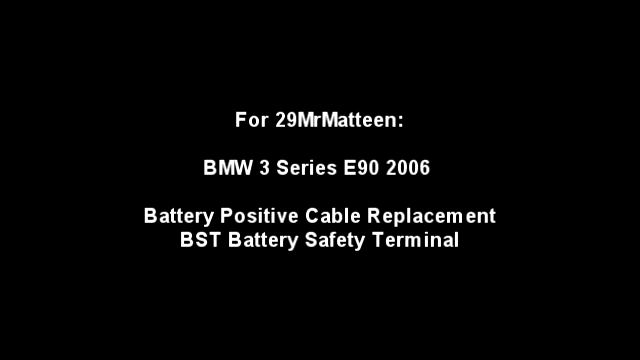 For 29MrMatteen:
BMW 3 Series E90 2006
Battery Positive Cable Replacement
BST Battery Safety Terminal